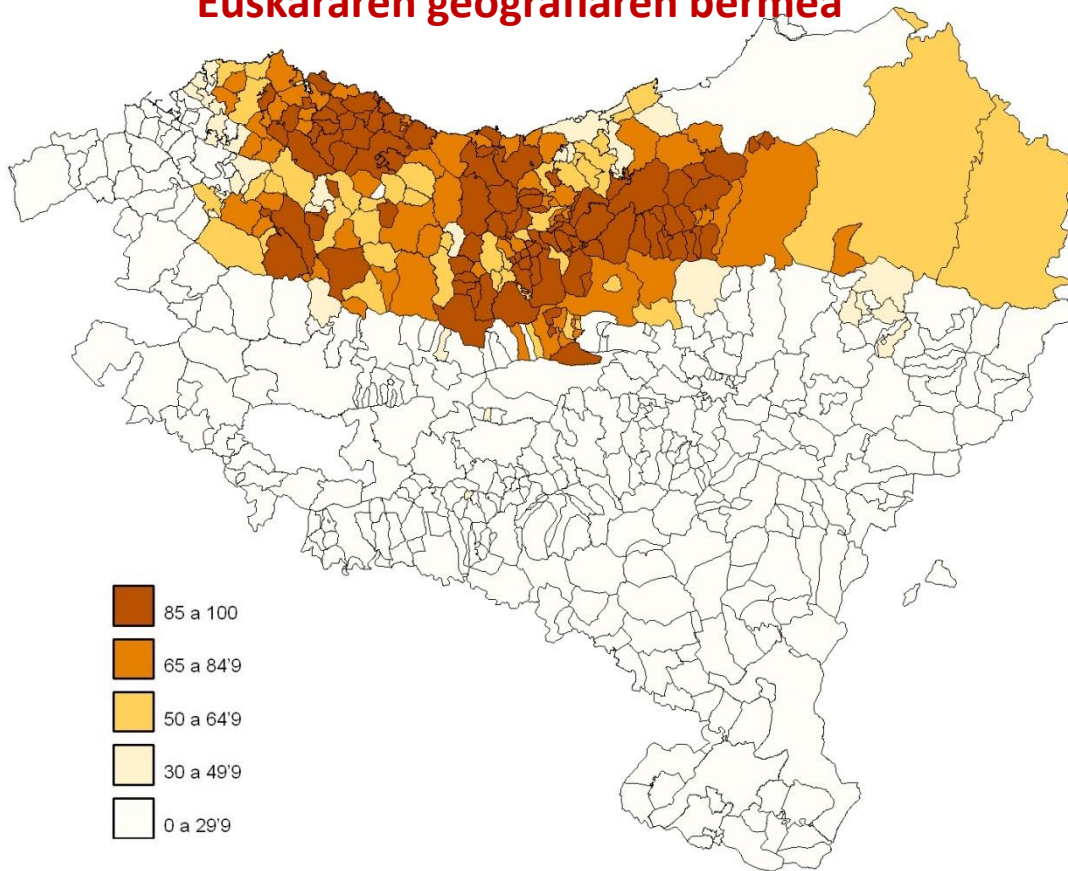 Euskararen geografiaren bermea
85 a 100
65 a 84'9
50 a 64'9
30 a 49'9
0 a 29'9